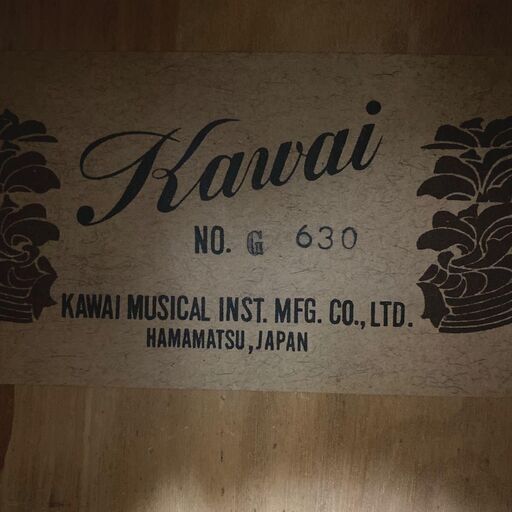 Kawai
NO. G 630
KAWAI MUSICAL INST. MFG. CO., LTD.
HAMAMATSU, JAPAN